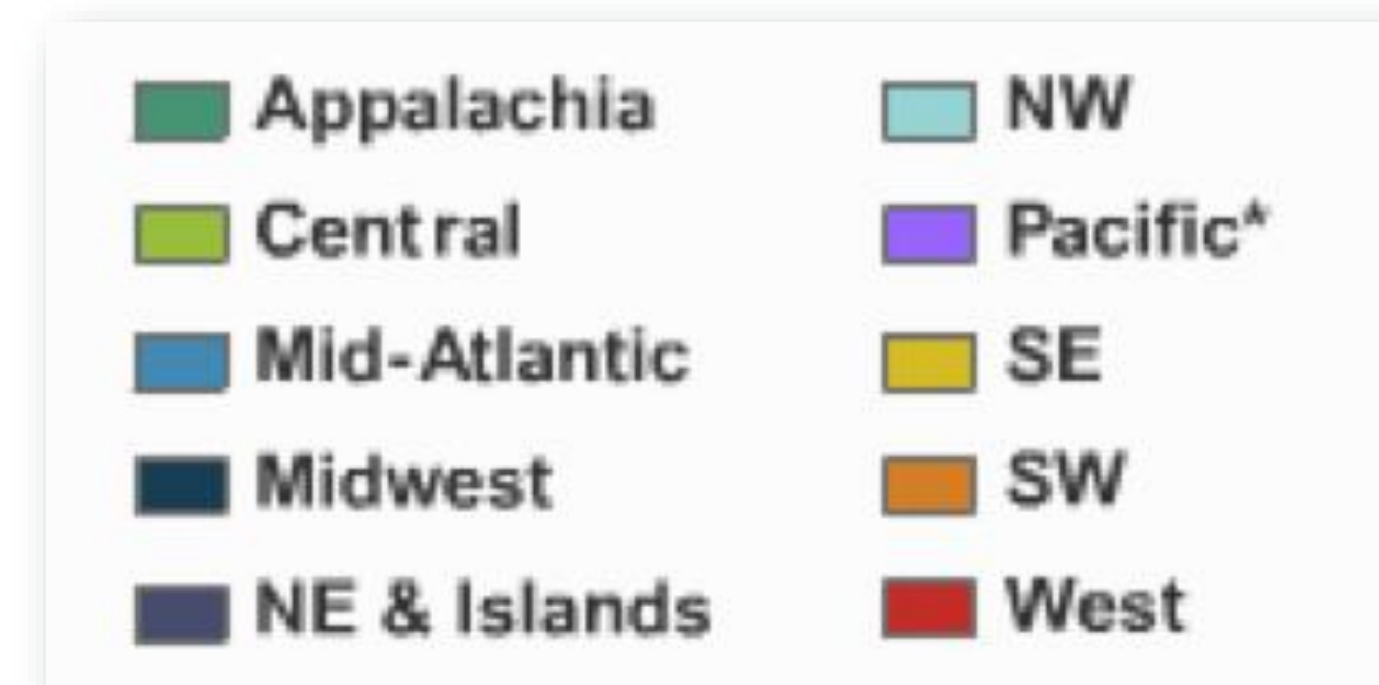 Appalachia
Central
Mid-Atlantic
Midwest
NE & Islands
NW
Pacific*
SE
SW
West